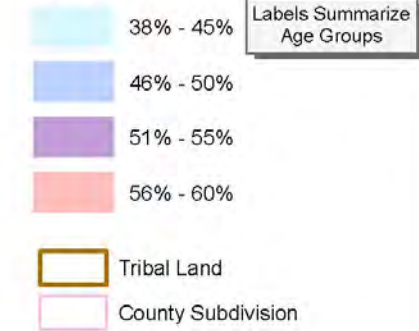 38% - 45%
Labels Summarize
Age Groups
46% - 50%
51% - 55%
56% - 60%
Tribal Land
County Subdivision